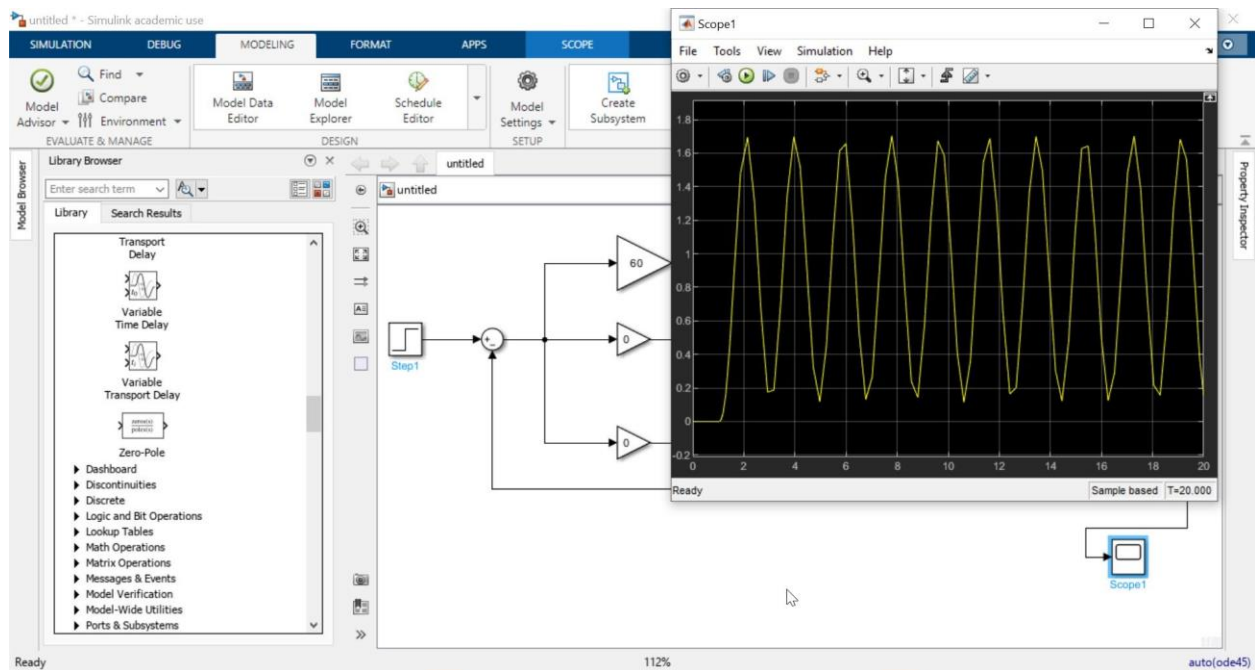 untitled * - Simulink academic use
SIMULATION DEBUG MODELING FORMAT APPS SCOPE
Find
Compare
Environment
Model
Advisor
EVALUATE & MANAGE
Model Data
Editor
Model
Explorer
Schedule
Editor
DESIGN
Model
Settings
SETUP
Create
Subsystem
Model Browser
Library Browser
Enter search term
Library Search Results
Transport
Delay
Variable
Time Delay
Variable
Transport Delay
Zero-Pole
Dashboard
Discontinuities
Discrete
Logic and Bit Operations
Lookup Tables
Math Operations
Matrix Operations
Messages & Events
Model Verification
Model-Wide Utilities
Ports & Subsystems
untitled
untitled
60
Step1
+_
0
0
Scope1
File Tools View Simulation Help
1.8
1.6
1.4
1.2
1
0.8
0.6
0.4
0.2
0
-0.2
0 2 4 6 8 10 12 14 16 18 20
Ready Sample based T=20.000
Scope1
Property Inspector
Ready 112% auto(ode45)